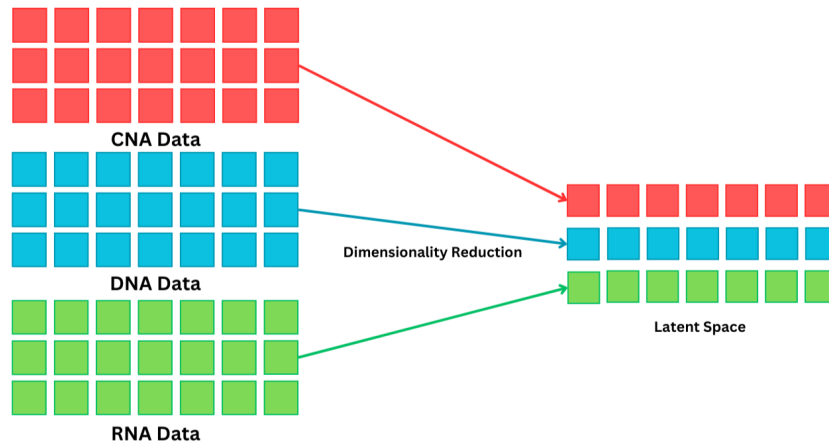 CNA Data
DNA Data
Dimensionality Reduction
RNA Data
Latent Space